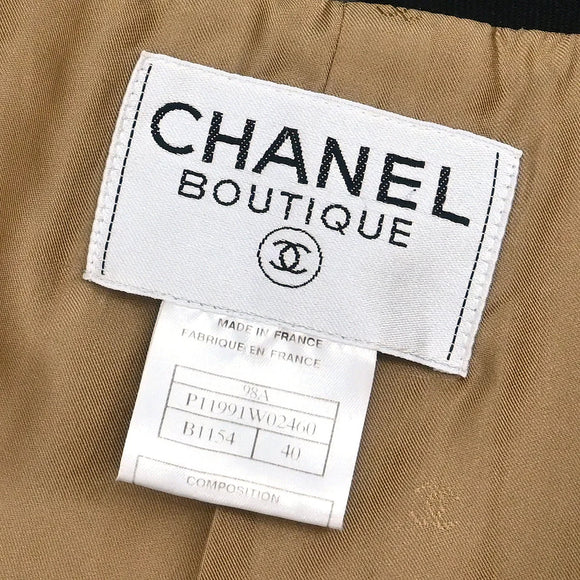 CHANEL
BOUTIQUE
MADE IN FRANCE
FABRIQUE EN FRANCE
98A
P11991W02460
B1154 40
COMPOSITION